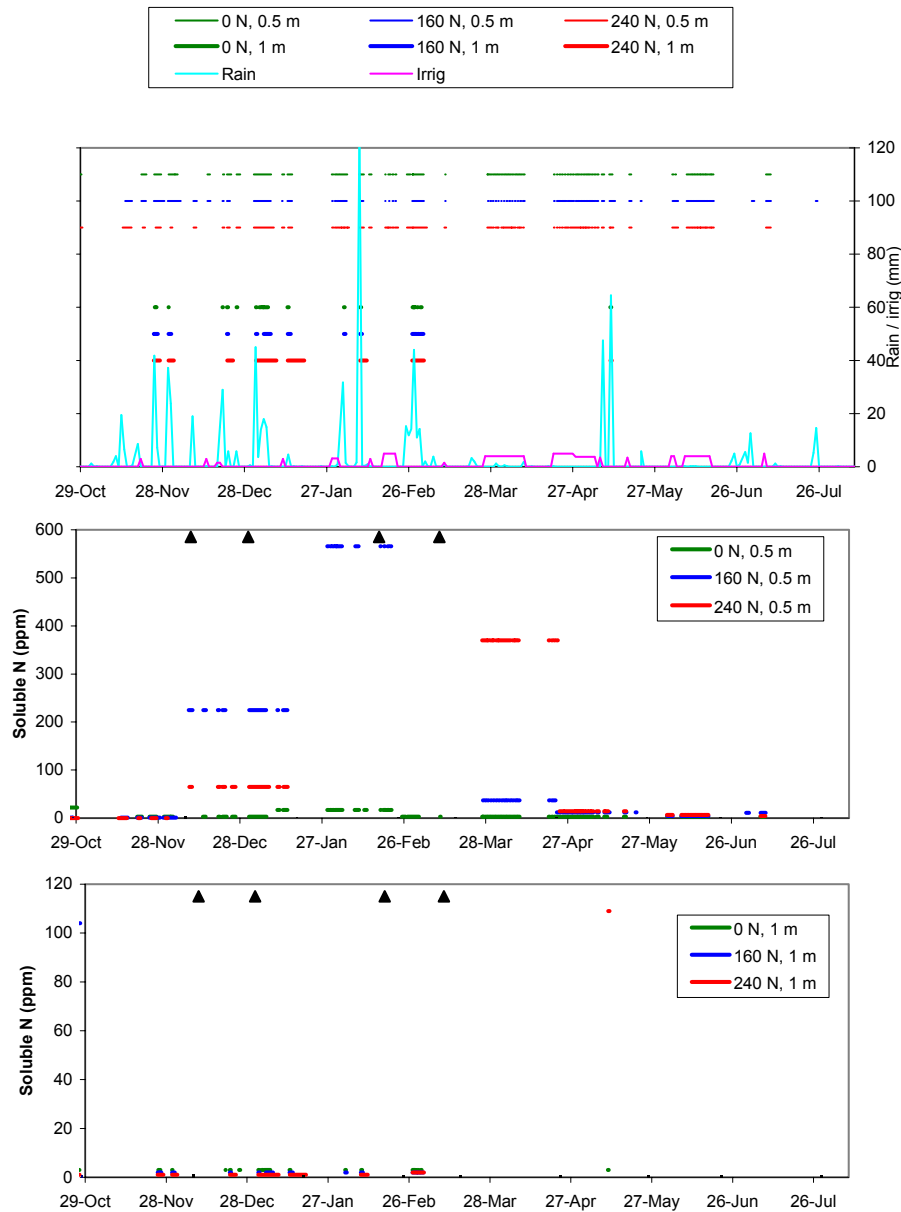 0 N, 0.5 m 160 N, 0.5 m 240 N, 0.5 m
0 N, 1 m 160 N, 1 m 240 N, 1 m
Rain Irrig
120
100
80
60
40
20
0
Rain / irrig (mm)
29-Oct 28-Nov 28-Dec 27-Jan 26-Feb 28-Mar 27-Apr 27-May 26-Jun 26-Jul
Soluble N (ppm)
600
500
400
300
200
100
0
0 N, 0.5 m
160 N, 0.5 m
240 N, 0.5 m
29-Oct 28-Nov 28-Dec 27-Jan 26-Feb 28-Mar 27-Apr 27-May 26-Jun 26-Jul
Soluble N (ppm)
120
100
80
60
40
20
0
0 N, 1 m
160 N, 1 m
240 N, 1 m
29-Oct 28-Nov 28-Dec 27-Jan 26-Feb 28-Mar 27-Apr 27-May 26-Jun 26-Jul